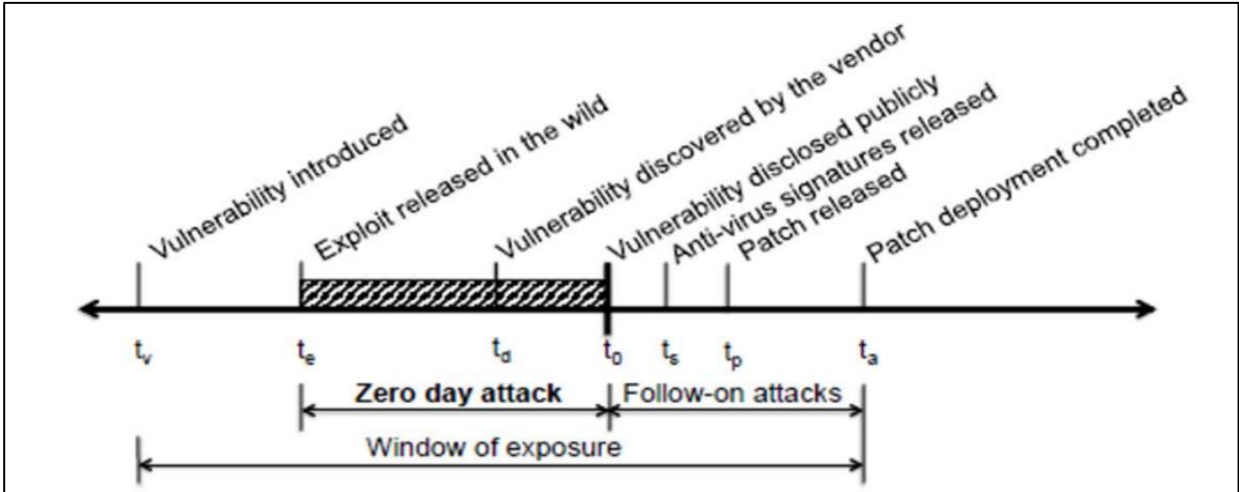 Vulnerability introduced
Exploit released in the wild
Vulnerability discovered by the vendor
Vulnerability disclosed publicly
Anti-virus signatures released
Patch released
Patch deployment completed
tv te td t0 ts tp ta
Zero day attack Follow-on attacks
Window of exposure